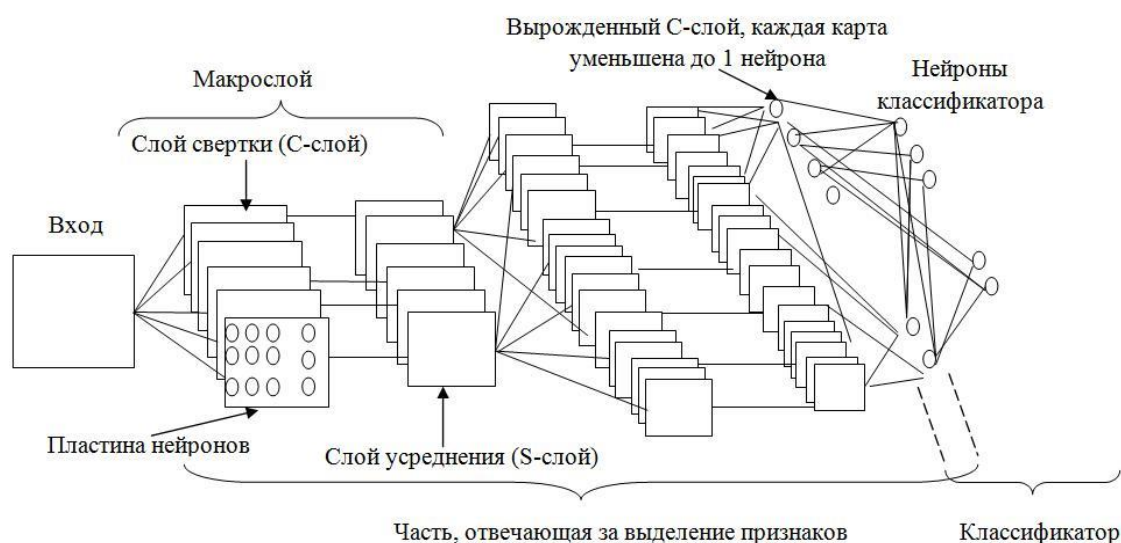 Вырожденный С-слой, каждая карта
уменьшена до 1 нейрона
Нейроны
классификатора
Макрослой
Слой свертки (С-слой)
Вход
Пластина нейронов
Слой усреднения (S-слой)
Часть, отвечающая за выделение признаков
Классификатор